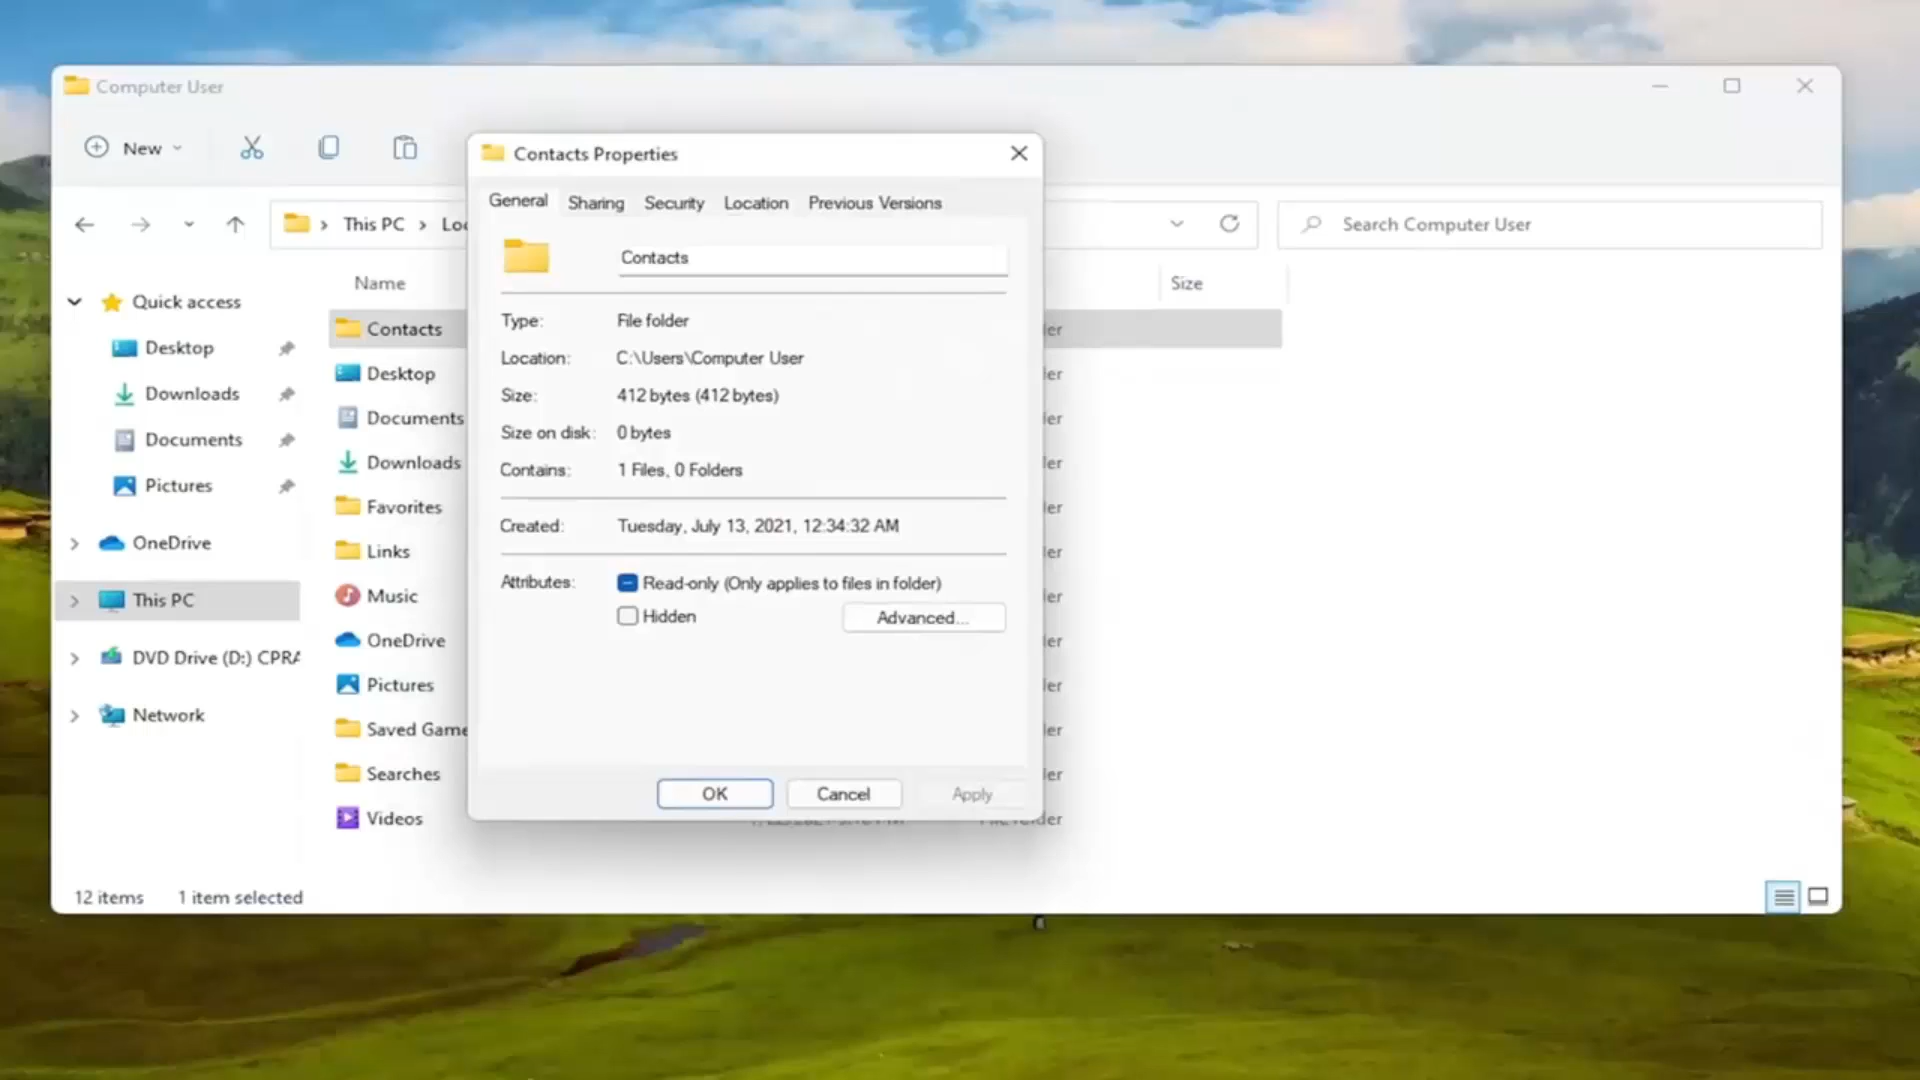 Computer User
New
Contacts Properties
General Sharing Security Location Previous Versions
This PC
Search Computer User
Contacts
Name
Size
Quick access
Desktop
Downloads
Documents
Pictures
OneDrive
This PC
DVD Drive (D:) CPRA
Network
Contacts
Desktop
Documents
Downloads
Favorites
Links
Music
OneDrive
Pictures
Saved Game
Searches
Videos
Type: File folder
Location: C:\Users\Computer User
Size: 412 bytes (412 bytes)
Size on disk: 0 bytes
Contains: 1 Files, 0 Folders
Created: Tuesday, July 13, 2021, 12:34:32 AM
Attributes: Read-only (Only applies to files in folder)
Hidden Advanced...
OK Cancel Apply
12 items 1 item selected